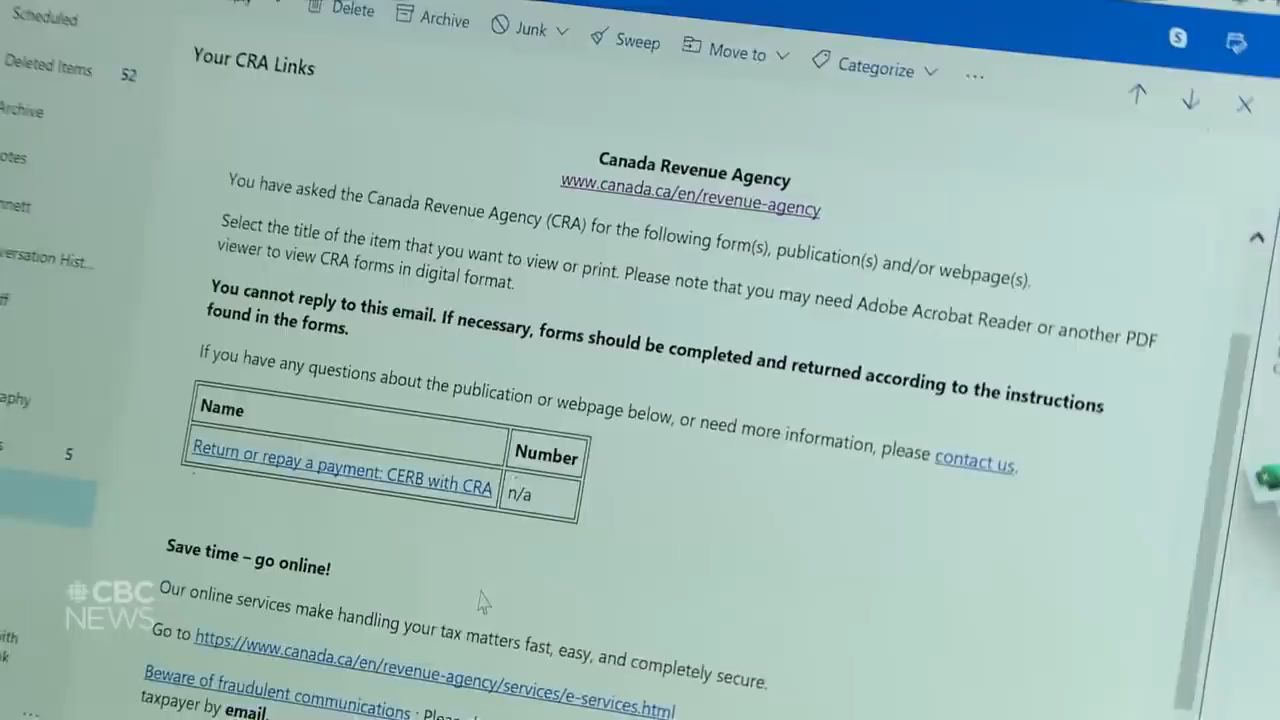 Scheduled
Deleted Items 52
Archive
otes
nnett
versation Hist...
ff
aphy
s 5
ith
k
...
Delete Archive Junk Sweep Move to Categorize ...
S
Your CRA Links
Canada Revenue Agency
www.canada.ca/en/revenue-agency
You have asked the Canada Revenue Agency (CRA) for the following form(s), publication(s) and/or webpage(s).
Select the title of the item that you want to view or print. Please note that you may need Adobe Acrobat Reader or another PDF
viewer to view CRA forms in digital format.
You cannot reply to this email. If necessary, forms should be completed and returned according to the instructions
found in the forms.
If you have any questions about the publication or webpage below, or need more information, please contact us.
Name Number
Return or repay a payment: CERB with CRA n/a
Save time – go online!
Our online services make handling your tax matters fast, easy, and completely secure.
Go to https://www.canada.ca/en/revenue-agency/services/e-services.html
Beware of fraudulent communications :
taxpayer by email.
CBC
NEWS